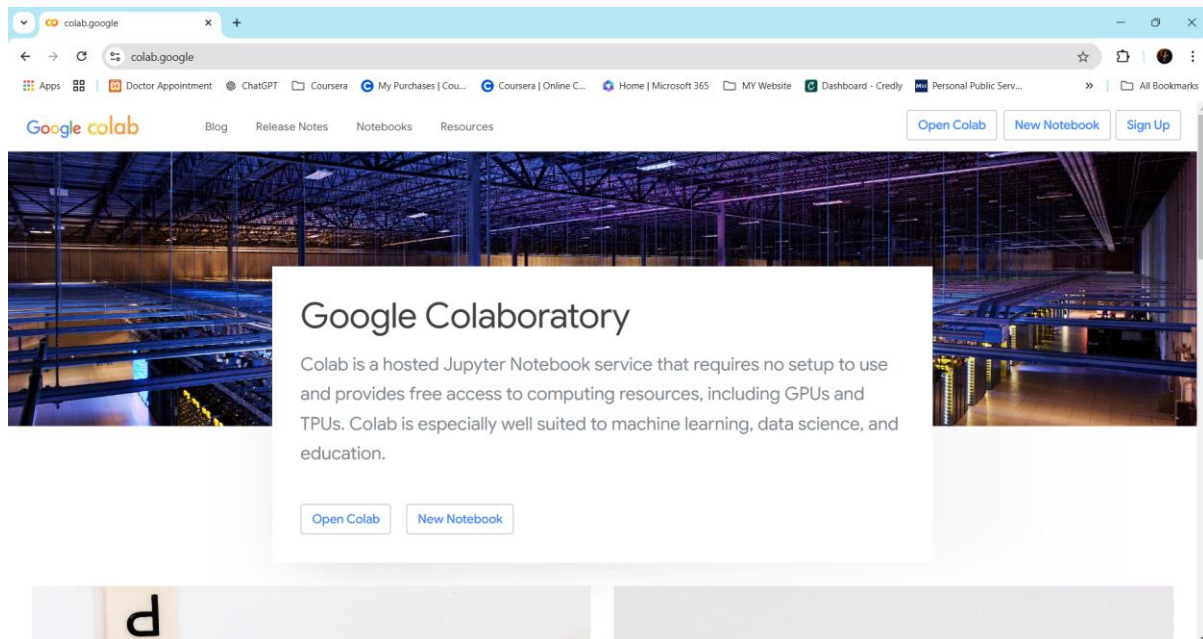 colab.google
colab.google
Apps Doctor Appointment ChatGPT Coursera My Purchases | Cou... Coursera | Online C... Home | Microsoft 365 MY Website Dashboard - Credly Personal Public Serv... » All Bookmarks
Google colab Blog Release Notes Notebooks Resources Open Colab New Notebook Sign Up
Google Colaboratory
Colab is a hosted Jupyter Notebook service that requires no setup to use
and provides free access to computing resources, including GPUs and
TPUs. Colab is especially well suited to machine learning, data science, and
education.
Open Colab New Notebook